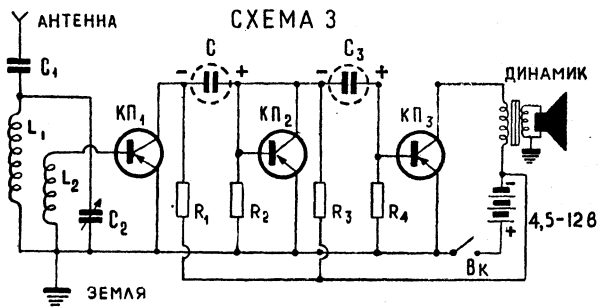 СХЕМА 3
АНТЕННА
C₁
C
C₃
ДИНАМИК
КП₁
КП₂
КП₃
L₁
L₂
C₂
R₁
R₂
R₃
R₄
4,5-12в
Вк
ЗЕМЛЯ